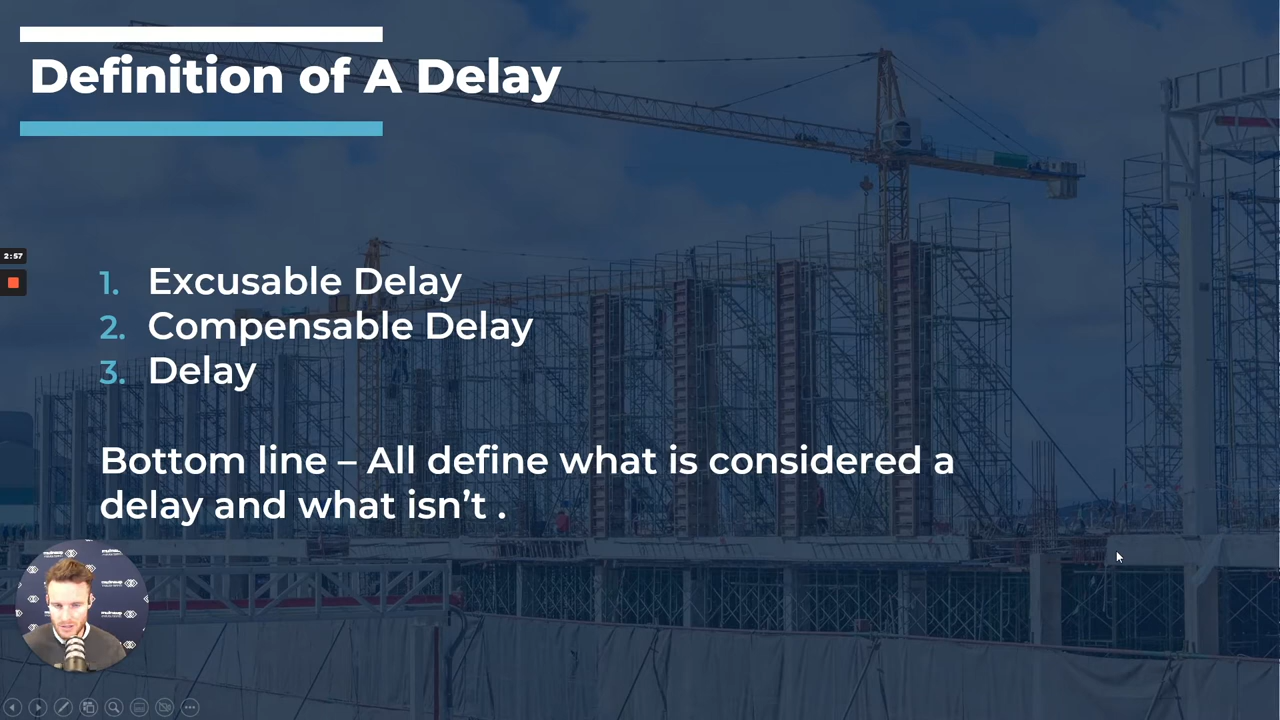 Definition of A Delay
2:57
1. Excusable Delay
2. Compensable Delay
3. Delay
Bottom line – All define what is considered a
delay and what isn’t .